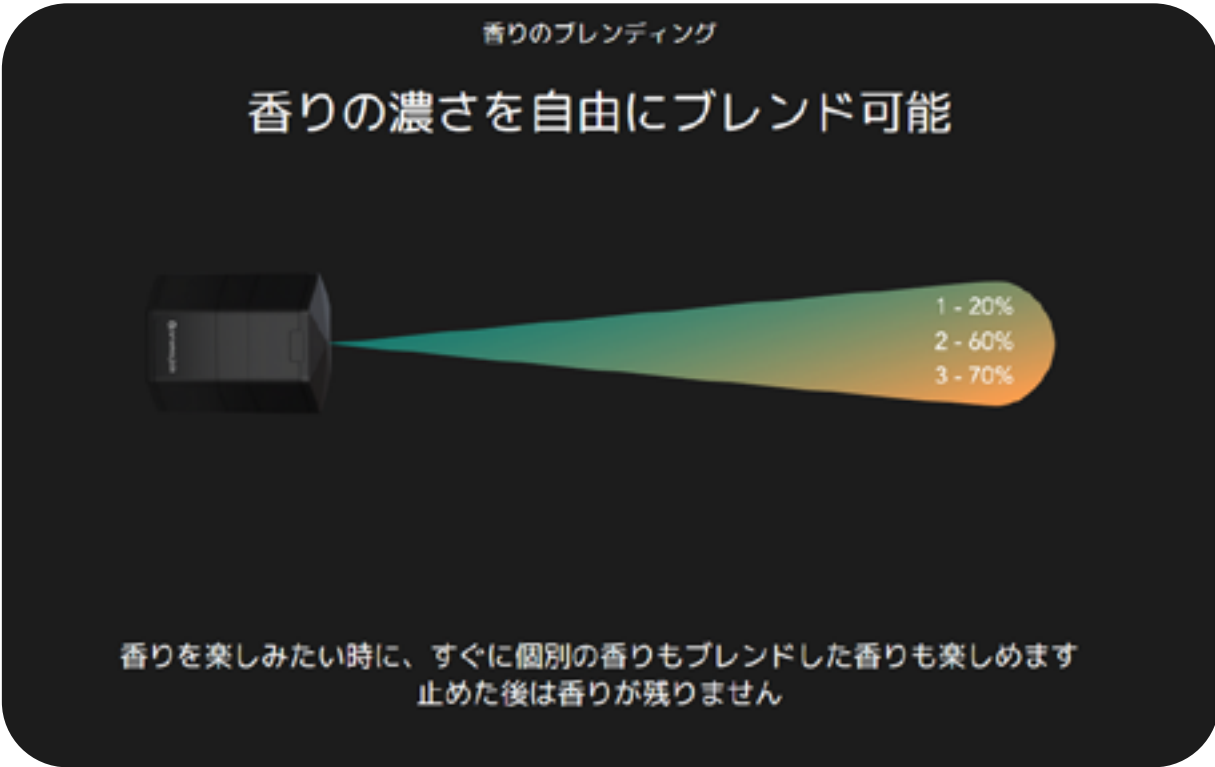 香りのブレンディング
香りの濃さを自由にブレンド可能
1 - 20%
2 - 60%
3 - 70%
香りを楽しみたい時に、すぐに個別の香りもブレンドした香りも楽しめます
止めた後は香りが残りません